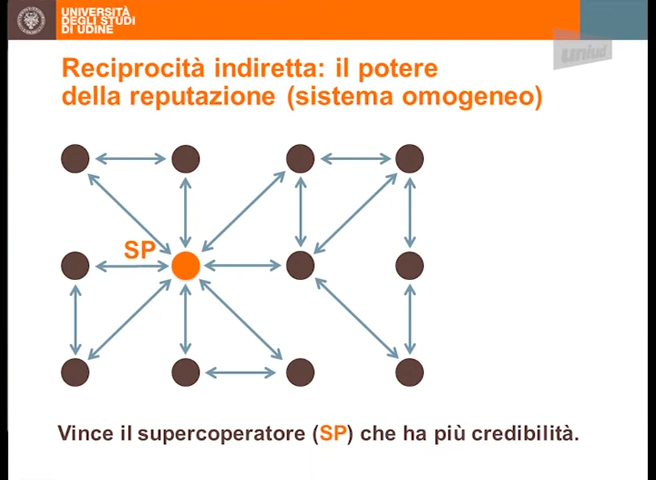 UNIVERSITÀ
DEGLI STUDI
DI UDINE
uniud
Reciprocità indiretta: il potere
della reputazione (sistema omogeneo)
SP
Vince il supercoperatore (SP) che ha più credibilità.